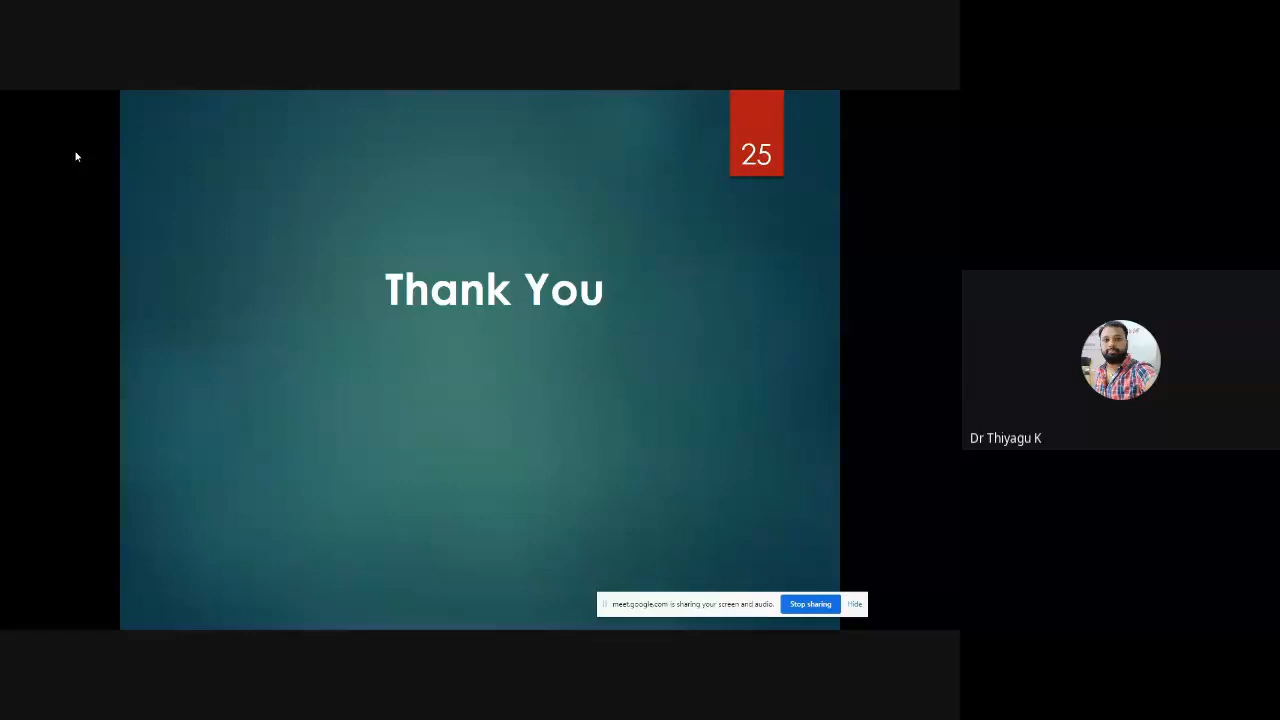 25
Thank You
Dr Thiyagu K
meet.google.com is sharing your screen and audio.
Stop sharing
Hide